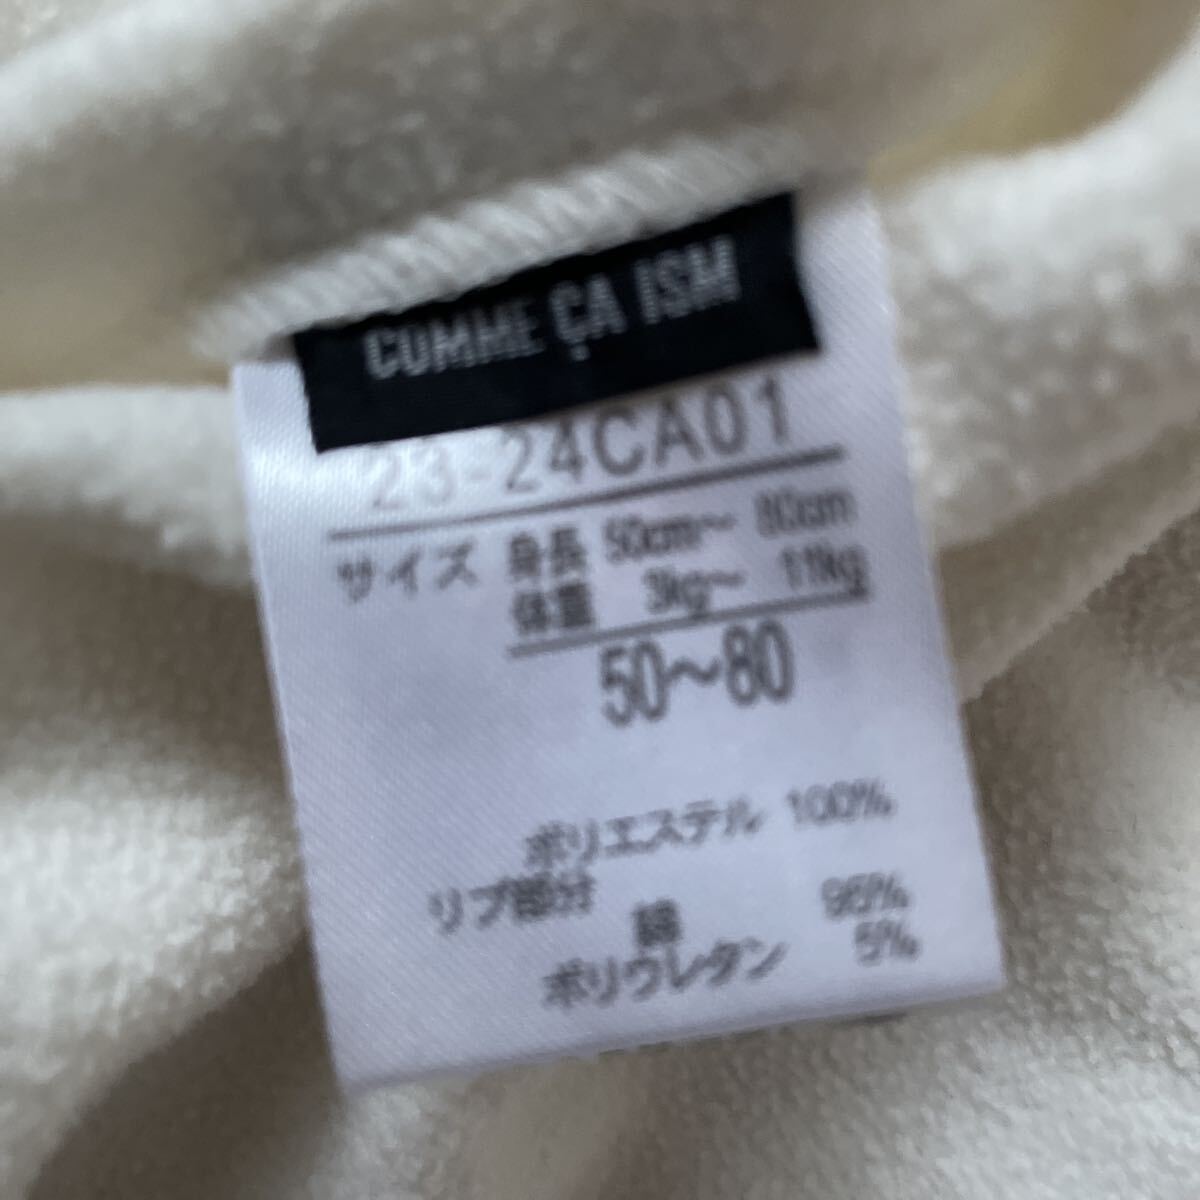 COMME ÇA ISM
23-24CA01
サイズ 身長 50cm〜 80cm
体重 3kg〜 11kg
50〜80
ポリエステル 100%
リブ部分
綿 95%
ポリウレタン 5%